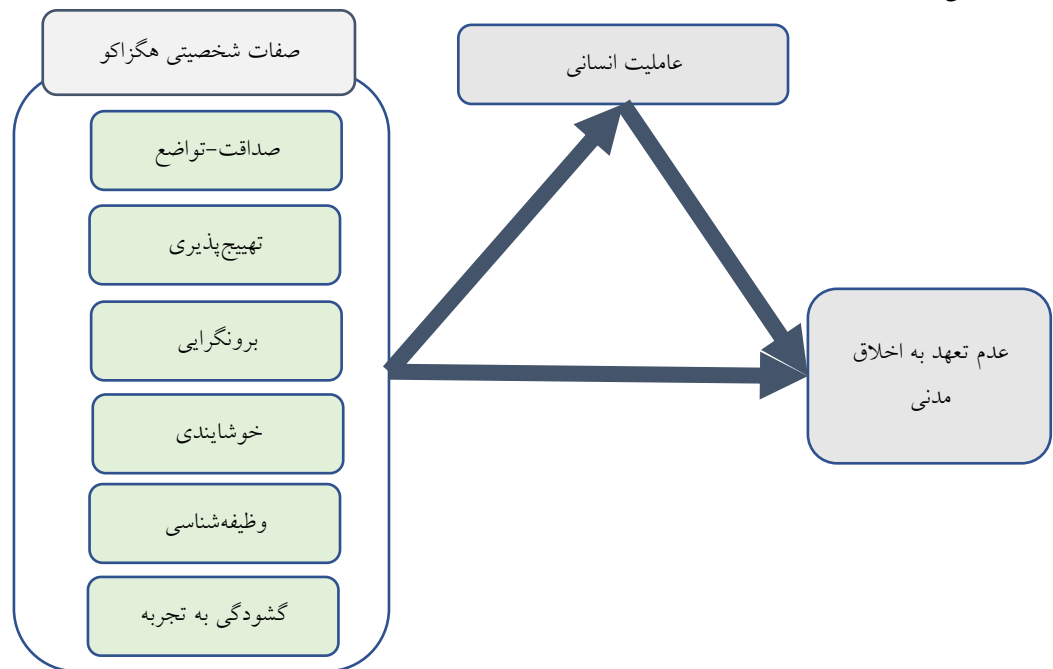 صفات شخصیتی هگزاکو
عاملیت انسانی
صداقت-تواضع
تهییج‌پذیری
برونگرایی
خوشایندی
وظیفه‌شناسی
گشودگی به تجربه
عدم تعهد به اخلاق
مدنی